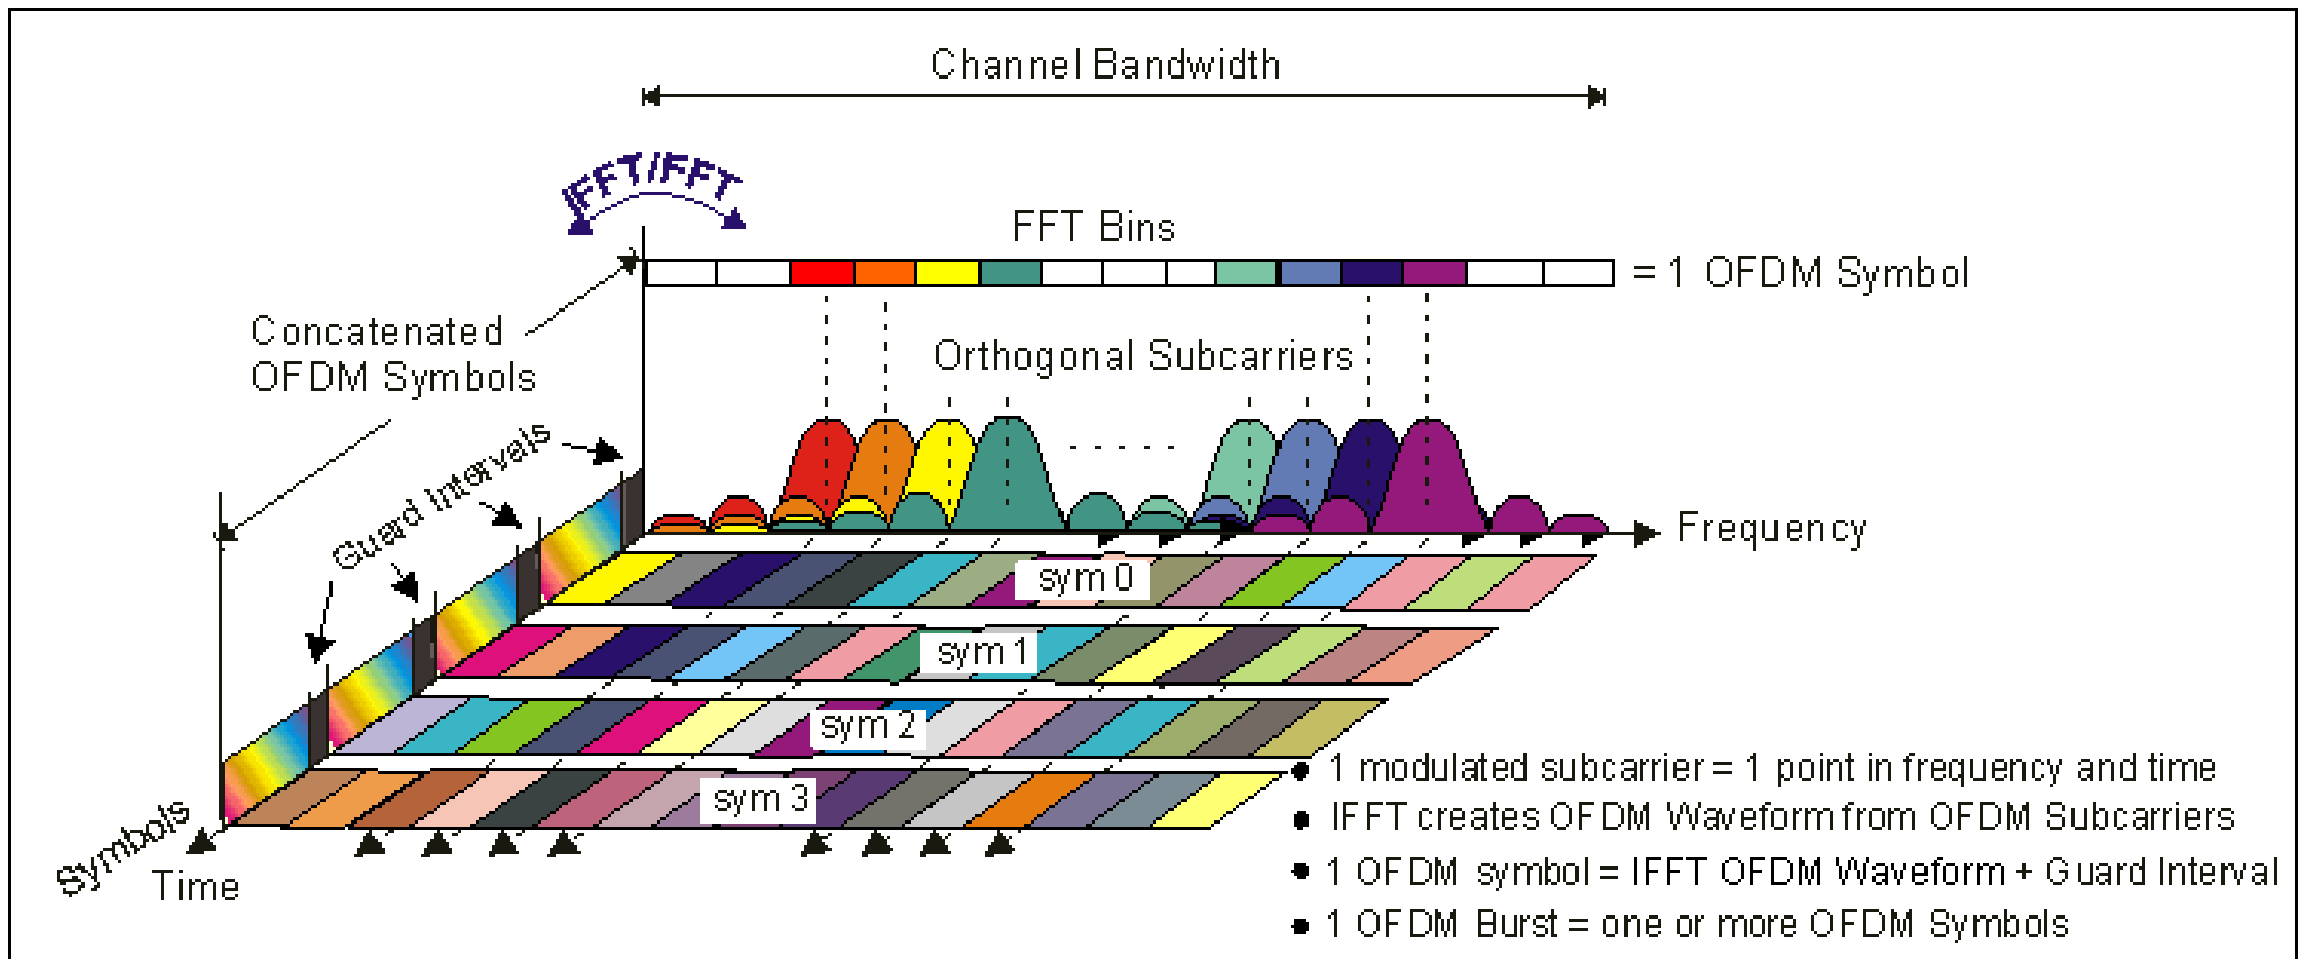 Channel Bandwidth
IFFT/FFT
FFT Bins
= 1 OFDM Symbol
Concatenated
OFDM Symbols
Orthogonal Subcarriers
Guard Intervals
Frequency
sym 0
sym 1
sym 2
sym 3
Symbols
Time
• 1 modulated subcarrier = 1 point in frequency and time
• IFFT creates OFDM Waveform from OFDM Subcarriers
• 1 OFDM symbol = IFFT OFDM Waveform + Guard Interval
• 1 OFDM Burst = one or more OFDM Symbols